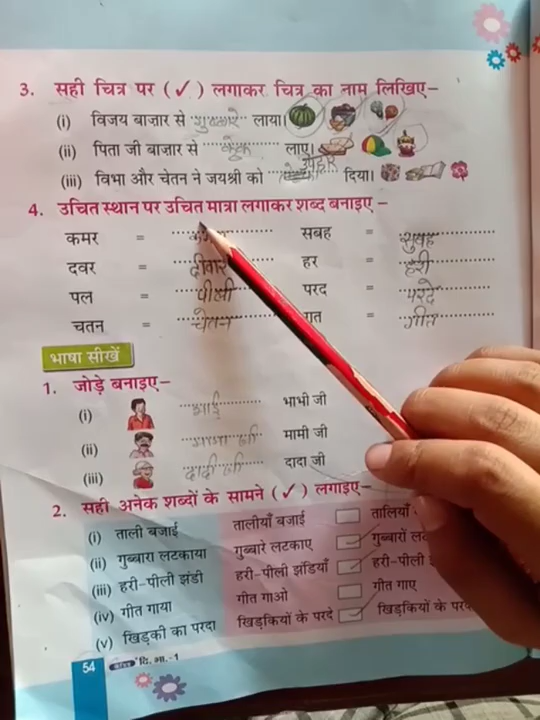 3. सही चित्र पर (✓) लगाकर चित्र का नाम लिखिए–
(i) विजय बाज़ार से गुब्बारे लाया।
(ii) पिता जी बाज़ार से केक लाए।
उपहार
(iii) विभा और चेतन ने जयश्री को दिया।
4. उचित स्थान पर उचित मात्रा लगाकर शब्द बनाइए –
कमर = सबह = सुबह
दवर = दीवार हर = हरी
पल = पीली परद = परदे
चतन = चेतन गत = गीत
भाषा सीखें
1. जोड़े बनाइए–
(i) भाई भाभी जी
(ii) मामा जी मामी जी
(iii) दादी जी दादा जी
2. सही अनेक शब्दों के सामने (✓) लगाइए–
(i) ताली बजाई तालीयाँ बजाई तालियाँ
(ii) गुब्बारा लटकाया गुब्बारे लटकाए गुब्बारों
(iii) हरी-पीली झंडी हरी-पीली झंडियाँ हरी-पीली
(iv) गीत गाया गीत गाओ गीत गाए
(v) खिड़की का परदा खिड़कियों के परदे खिड़कियों के
54 दि. भा.-1